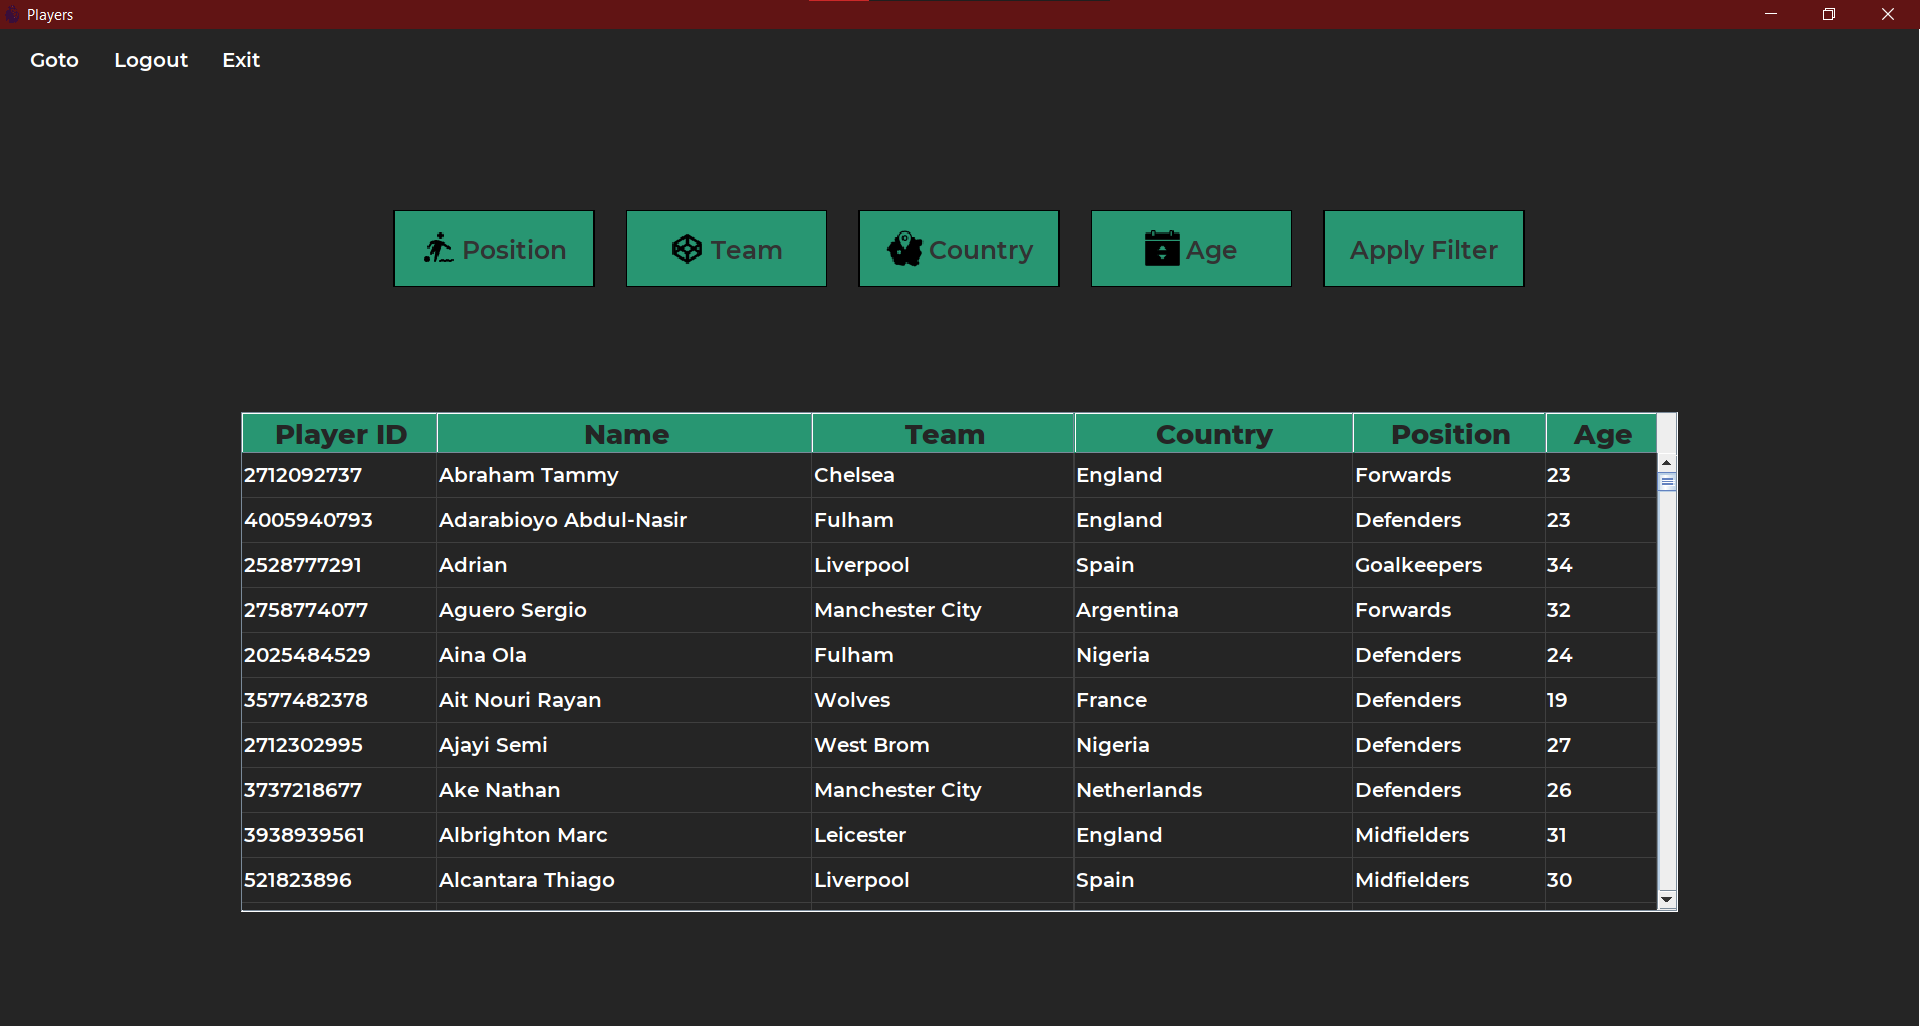 Players
Goto Logout Exit
Position Team Country Age Apply Filter
Player ID Name Team Country Position Age
2712092737 Abraham Tammy Chelsea England Forwards 23
4005940793 Adarabioyo Abdul-Nasir Fulham England Defenders 23
2528777291 Adrian Liverpool Spain Goalkeepers 34
2758774077 Aguero Sergio Manchester City Argentina Forwards 32
2025484529 Aina Ola Fulham Nigeria Defenders 24
3577482378 Ait Nouri Rayan Wolves France Defenders 19
2712302995 Ajayi Semi West Brom Nigeria Defenders 27
3737218677 Ake Nathan Manchester City Netherlands Defenders 26
3938939561 Albrighton Marc Leicester England Midfielders 31
521823896 Alcantara Thiago Liverpool Spain Midfielders 30